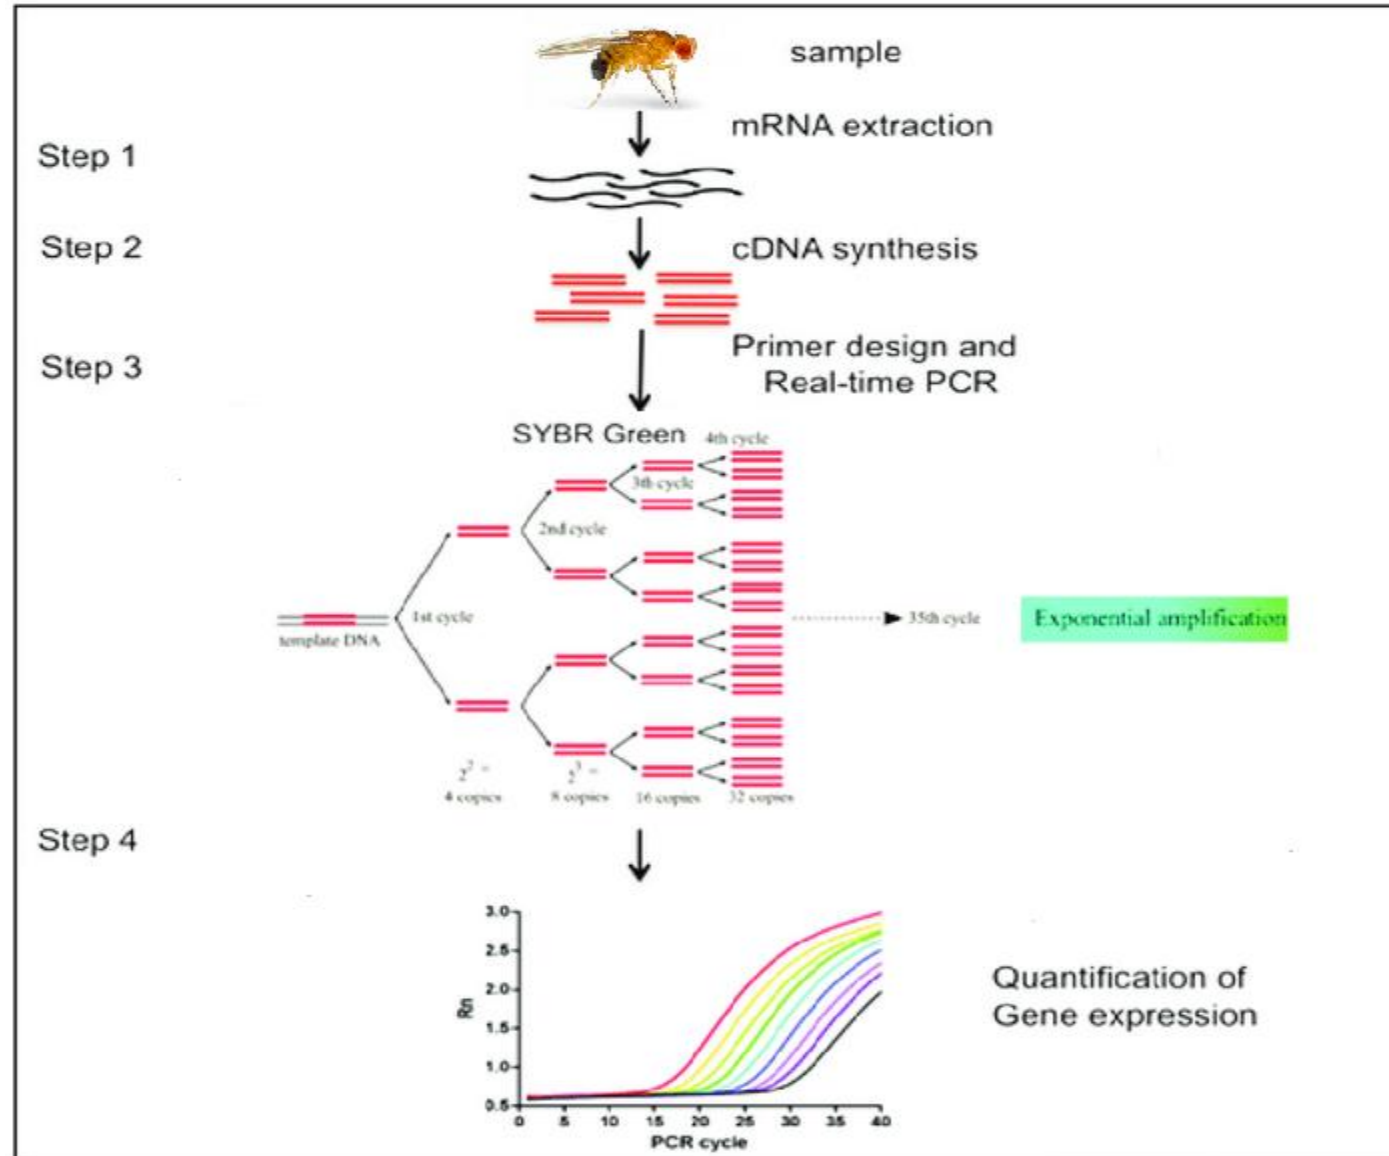 sample
mRNA extraction
Step 1
Step 2
cDNA synthesis
Step 3
Primer design and
Real-time PCR
SYBR Green
4th cycle
3th cycle
2nd cycle
1st cycle
template DNA
35th cycle
Exponential amplification
2² =
4 copies
2³ =
8 copies
16 copies
32 copies
Step 4
3.0
2.5
2.0
1.5
1.0
0.5
Rn
0 5 10 15 20 25 30 35 40
PCR cycle
Quantification of
Gene expression